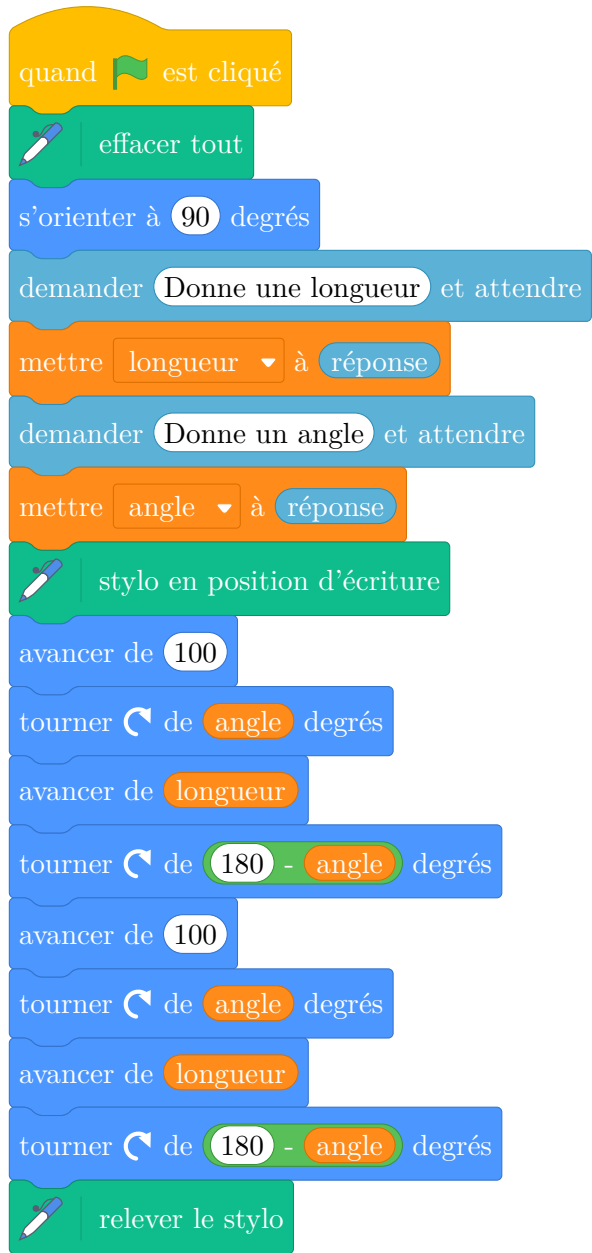 quand est cliqué
effacer tout
s'orienter à 90 degrés
demander Donne une longueur et attendre
mettre longueur à réponse
demander Donne un angle et attendre
mettre angle à réponse
stylo en position d'écriture
avancer de 100
tourner de angle degrés
avancer de longueur
tourner de 180 - angle degrés
avancer de 100
tourner de angle degrés
avancer de longueur
tourner de 180 - angle degrés
relever le stylo